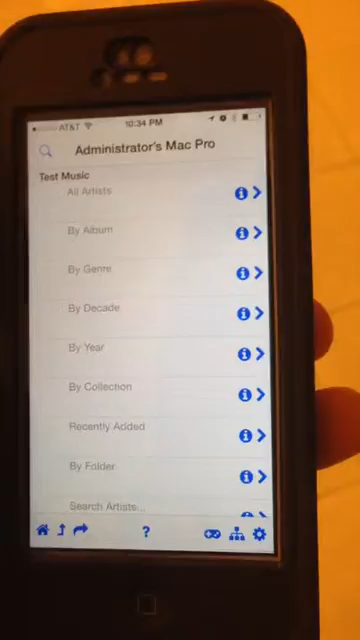 AT&T 10:34 PM
Administrator's Mac Pro
Test Music
All Artists
By Album
By Genre
By Decade
By Year
By Collection
Recently Added
By Folder
Search Artists...
?